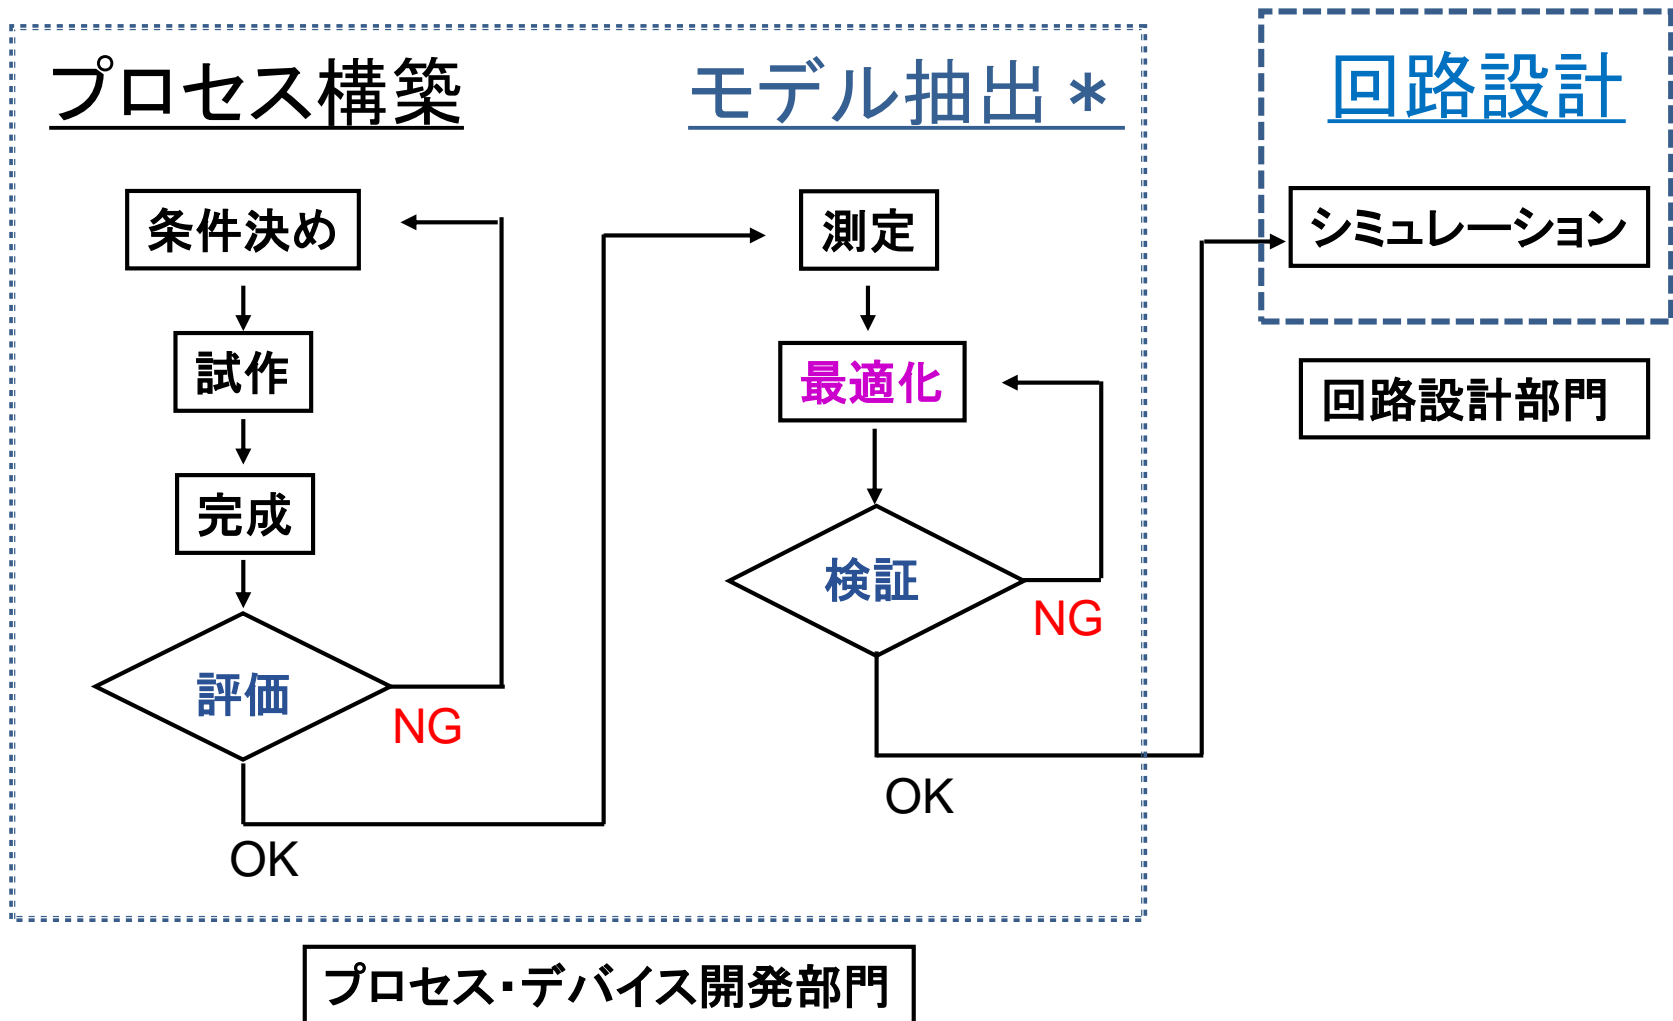 プロセス構築
条件決め
試作
完成
評価
NG
OK
モデル抽出*
測定
最適化
検証
NG
OK
プロセス・デバイス開発部門
回路設計
シミュレーション
回路設計部門